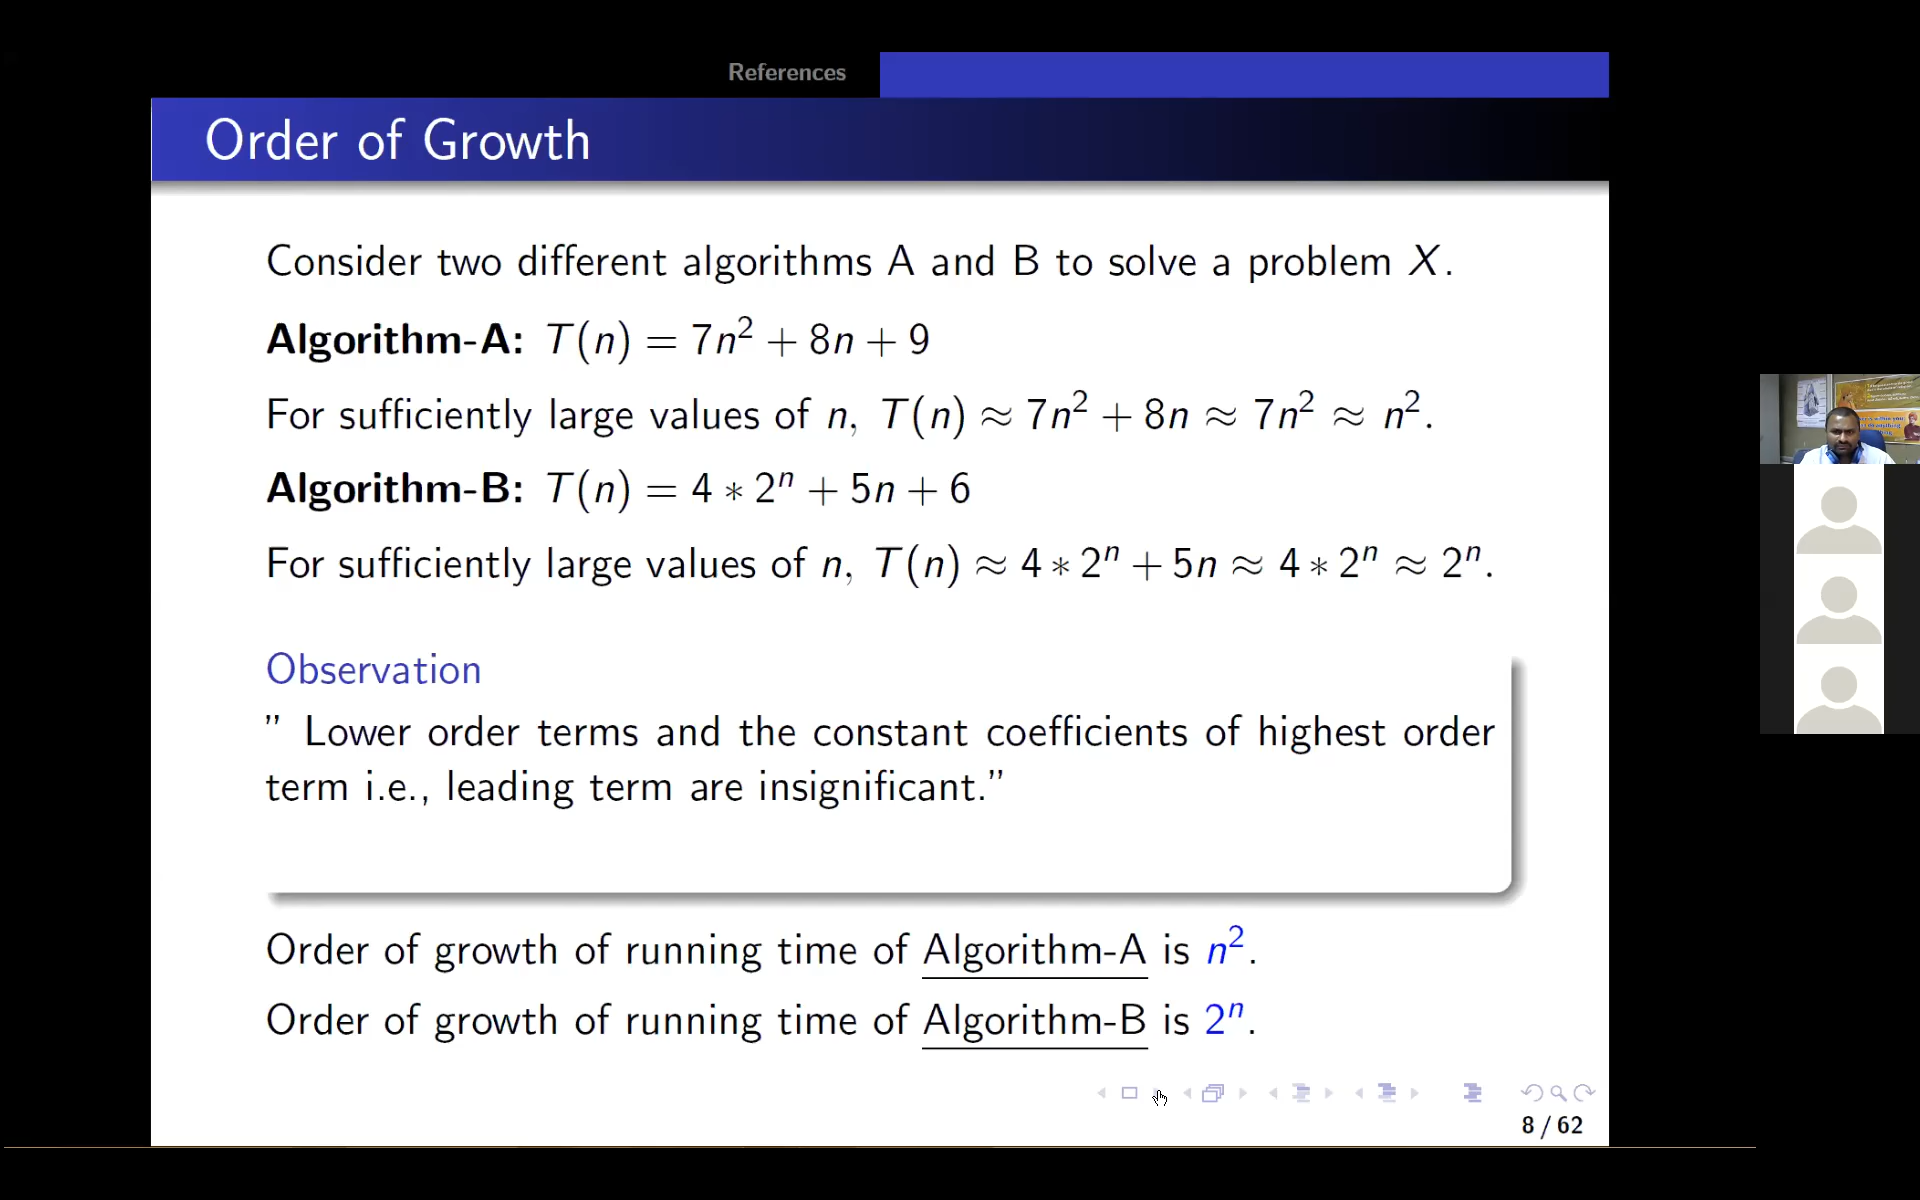 References
Order of Growth
Consider two different algorithms A and B to solve a problem X.
Algorithm-A: T(n) = 7n² + 8n + 9
For sufficiently large values of n, T(n) ≈ 7n² + 8n ≈ 7n² ≈ n².
Algorithm-B: T(n) = 4 ∗ 2ⁿ + 5n + 6
For sufficiently large values of n, T(n) ≈ 4 ∗ 2ⁿ + 5n ≈ 4 ∗ 2ⁿ ≈ 2ⁿ.
Observation
” Lower order terms and the constant coefficients of highest order
term i.e., leading term are insignificant.”
Order of growth of running time of Algorithm-A is n².
Order of growth of running time of Algorithm-B is 2ⁿ.
8 / 62